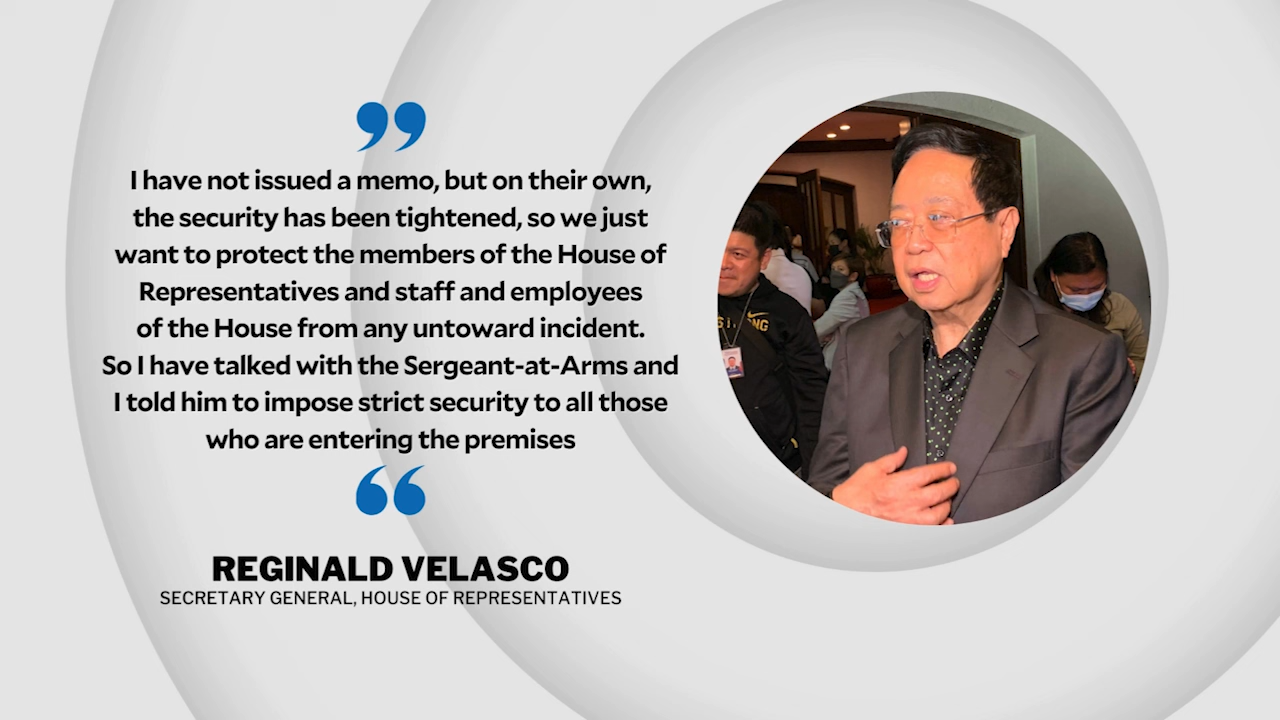 ”
I have not issued a memo, but on their own,
the security has been tightened, so we just
want to protect the members of the House of
Representatives and staff and employees
of the House from any untoward incident.
So I have talked with the Sergeant-at-Arms and
I told him to impose strict security to all those
who are entering the premises
“
REGINALD VELASCO
SECRETARY GENERAL, HOUSE OF REPRESENTATIVES